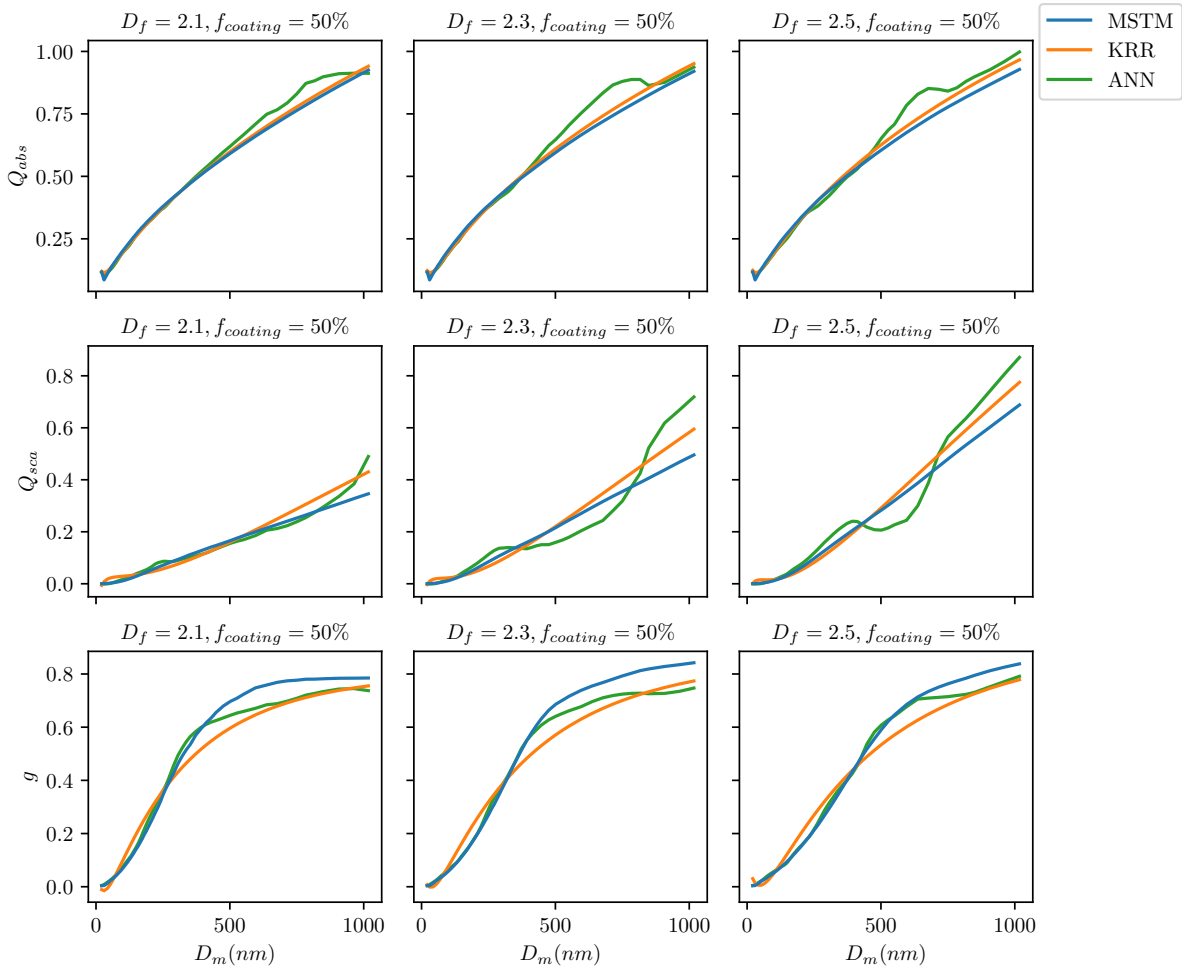 D_f = 2.1, f_coating = 50% D_f = 2.3, f_coating = 50% D_f = 2.5, f_coating = 50%
MSTM
KRR
ANN
1.00
0.75
0.50
0.25
Q_abs
D_f = 2.1, f_coating = 50% D_f = 2.3, f_coating = 50% D_f = 2.5, f_coating = 50%
0.8
0.6
0.4
0.2
0.0
Q_sca
D_f = 2.1, f_coating = 50% D_f = 2.3, f_coating = 50% D_f = 2.5, f_coating = 50%
0.8
0.6
0.4
0.2
0.0
g
0 500 1000 0 500 1000 0 500 1000
D_m(nm) D_m(nm) D_m(nm)